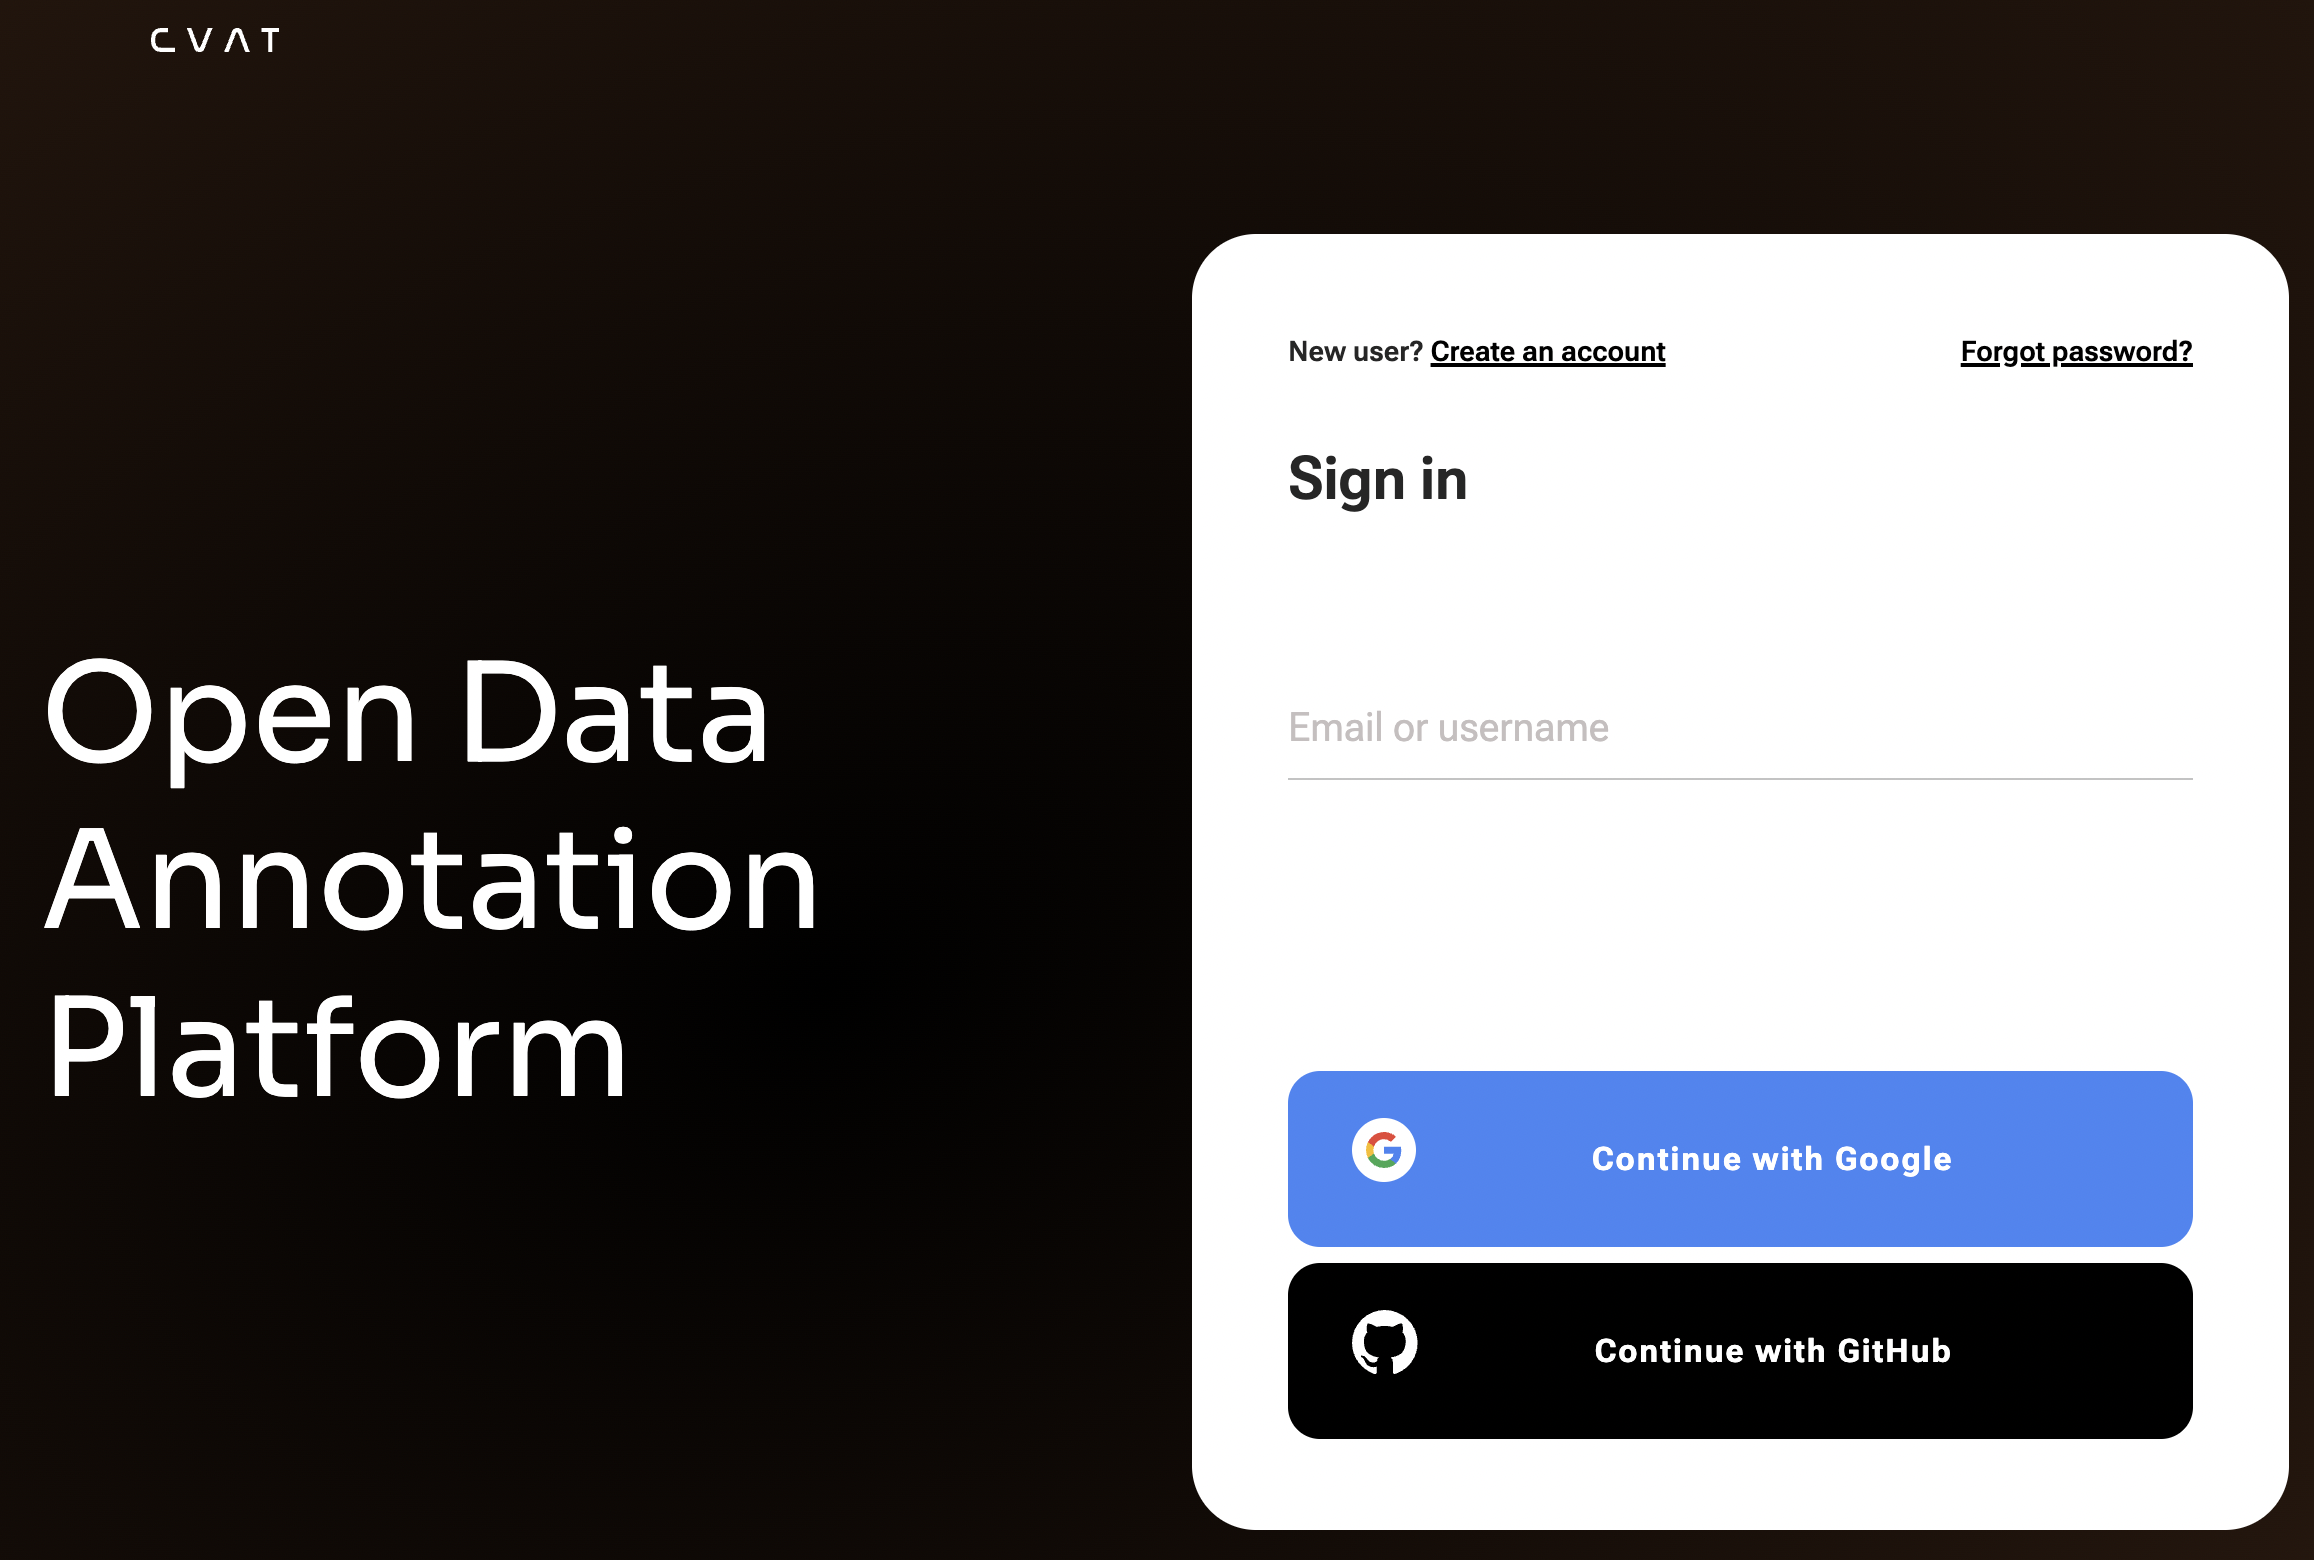 CVAT
Open Data
Annotation
Platform
New user? Create an account
Forgot password?
Sign in
Email or username
Continue with Google
Continue with GitHub